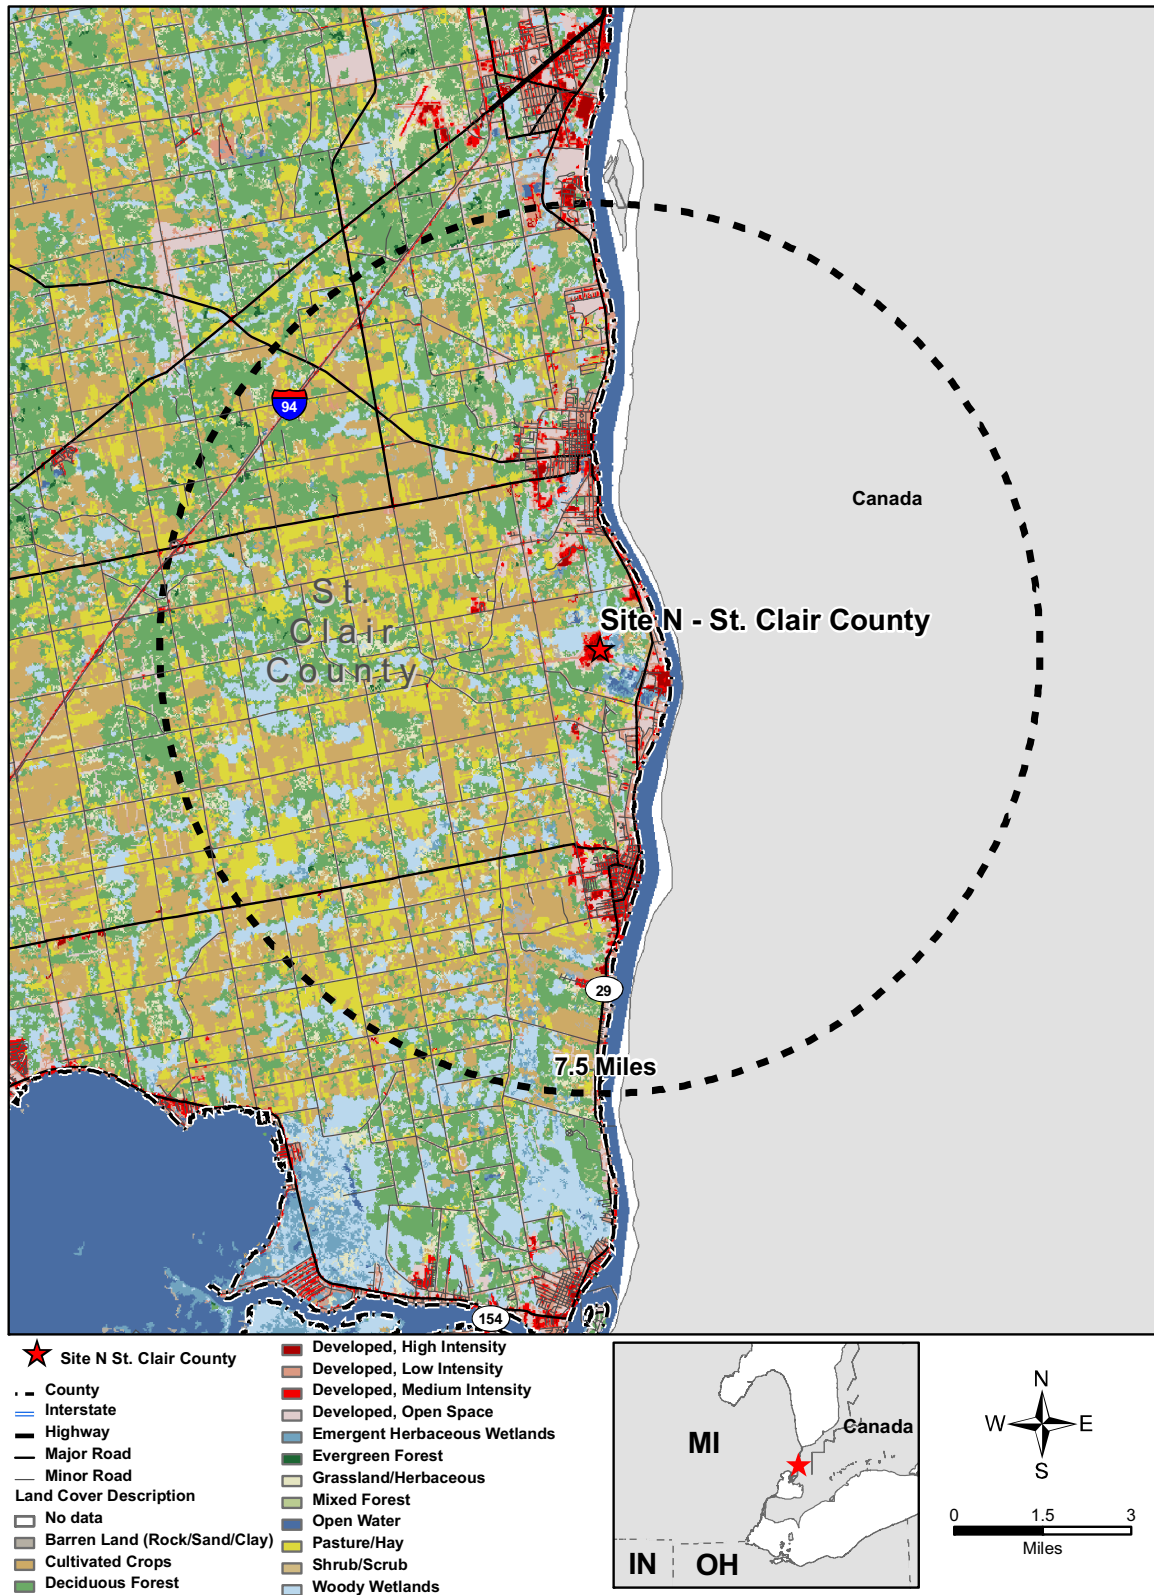 94
Canada
St.
Clair
County
Site N - St. Clair County
29
7.5 Miles
154
Site N St. Clair County
County
Interstate
Highway
Major Road
Minor Road
Land Cover Description
No data
Barren Land (Rock/Sand/Clay)
Cultivated Crops
Deciduous Forest
Developed, High Intensity
Developed, Low Intensity
Developed, Medium Intensity
Developed, Open Space
Emergent Herbaceous Wetlands
Evergreen Forest
Grassland/Herbaceous
Mixed Forest
Open Water
Pasture/Hay
Shrub/Scrub
Woody Wetlands
MI
Canada
IN
OH
N
W
E
S
0
1.5
3
Miles